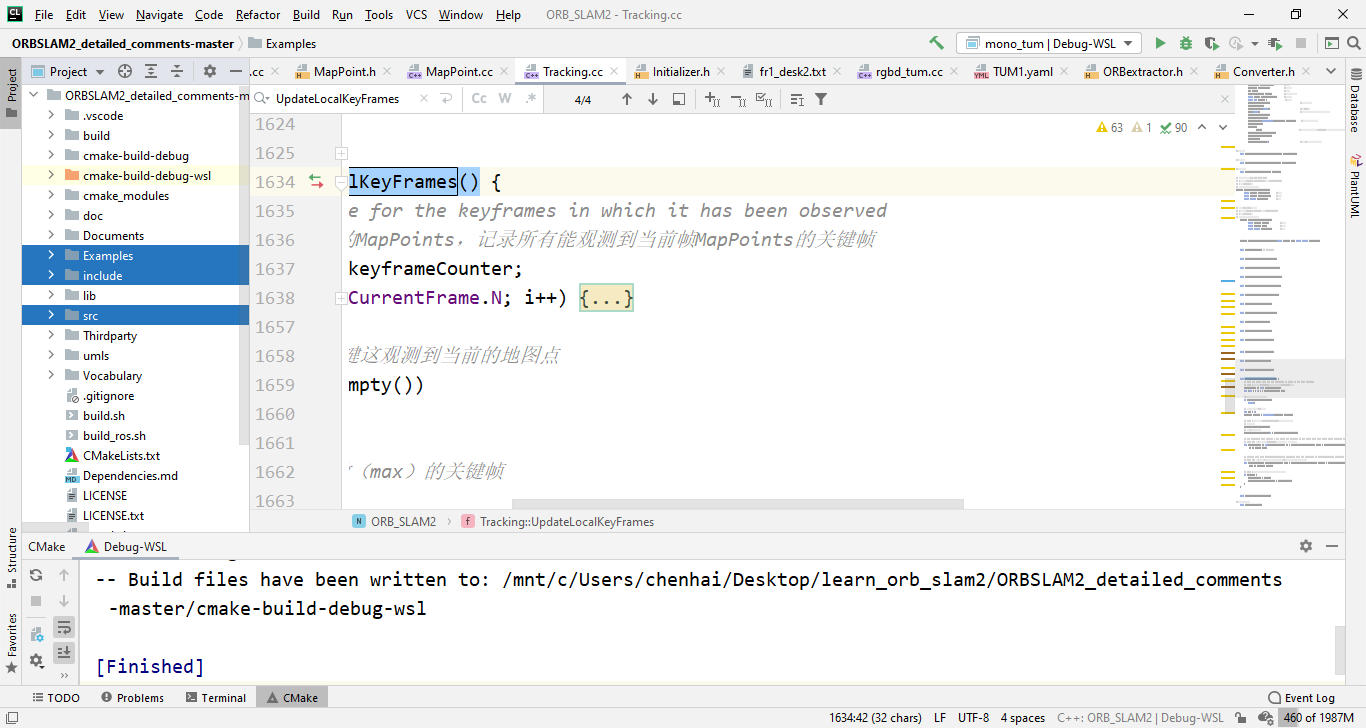 File Edit View Navigate Code Refactor Build Run Tools VCS Window Help ORB_SLAM2 - Tracking.cc
ORBSLAM2_detailed_comments-master Examples mono_tum | Debug-WSL
Project .cc MapPoint.h MapPoint.cc Tracking.cc Initializer.h fr1_desk2.txt rgbd_tum.cc TUM1.yaml ORBextractor.h Converter.h
Project
Structure
Favorites
Database
PlantUML
ORBSLAM2_detailed_comments-m
.vscode
build
cmake-build-debug
cmake-build-debug-wsl
cmake_modules
doc
Documents
Examples
include
lib
src
Thirdparty
umls
Vocabulary
.gitignore
build.sh
build_ros.sh
CMakeLists.txt
Dependencies.md
LICENSE
LICENSE.txt
UpdateLocalKeyFrames Cc W .* 4/4
63 1 90
1624
1625
1634 lKeyFrames() {
1635 e for the keyframes in which it has been observed
1636 的MapPoints，记录所有能观测到当前帧MapPoints的关键帧
1637 keyframeCounter;
1638 CurrentFrame.N; i++) {...}
1657
1658 键这观测到当前的地图点
1659 mpty())
1660
1661
1662 （max）的关键帧
1663
ORB_SLAM2 Tracking::UpdateLocalKeyFrames
CMake Debug-WSL
-- Build files have been written to: /mnt/c/Users/chenhai/Desktop/learn_orb_slam2/ORBSLAM2_detailed_comments
-master/cmake-build-debug-wsl
[Finished]
TODO Problems Terminal CMake Event Log
1634:42 (32 chars) LF UTF-8 4 spaces C++: ORB_SLAM2 | Debug-WSL 460 of 1987M